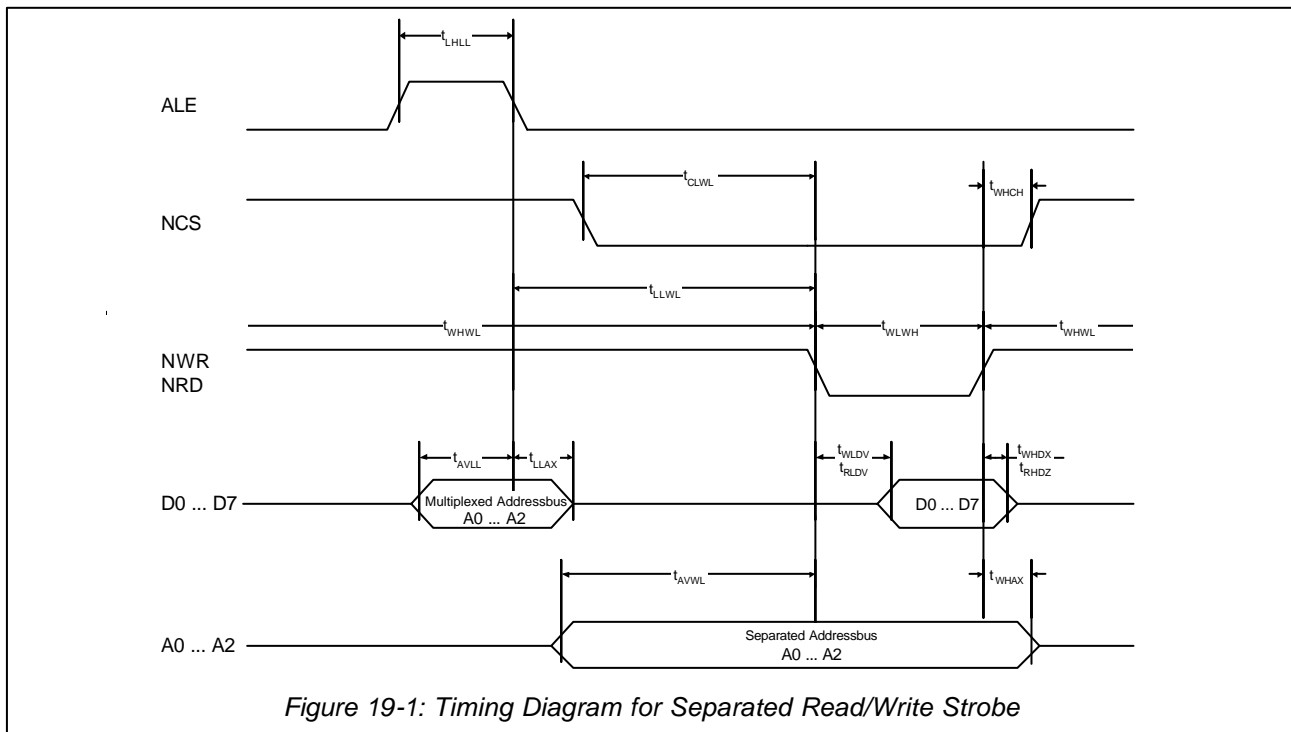 tLHLL
ALE
tCLWL
tWHCH
NCS
tLLWL
tWHWL
tWLWH
tWHWL
NWR
NRD
tAVLL
tLLAX
tWLDV
tRLDV
tWHDX
tRHDZ
D0 ... D7
Multiplexed Addressbus
A0 ... A2
D0 ... D7
tAVWL
tWHAX
A0 ... A2
Separated Addressbus
A0 ... A2
Figure 19-1: Timing Diagram for Separated Read/Write Strobe